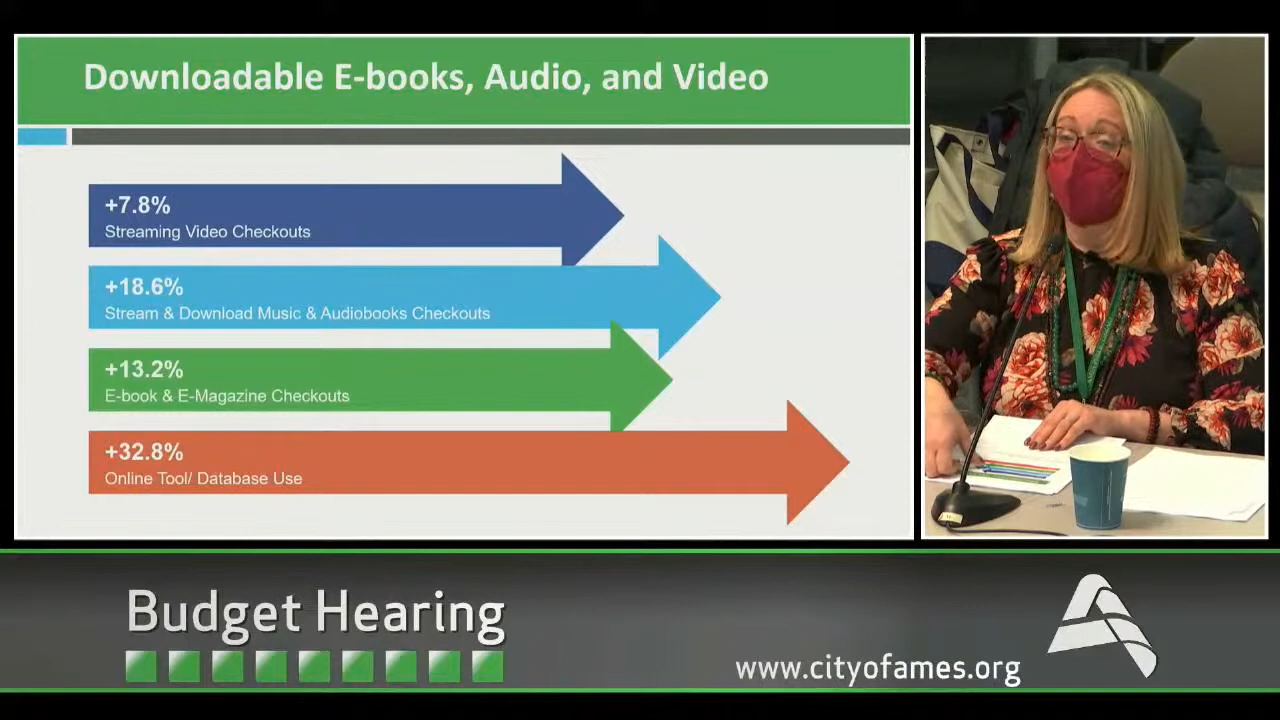 Downloadable E-books, Audio, and Video
+7.8%
Streaming Video Checkouts
+18.6%
Stream & Download Music & Audiobooks Checkouts
+13.2%
E-book & E-Magazine Checkouts
+32.8%
Online Tool/ Database Use
Budget Hearing
www.cityofames.org